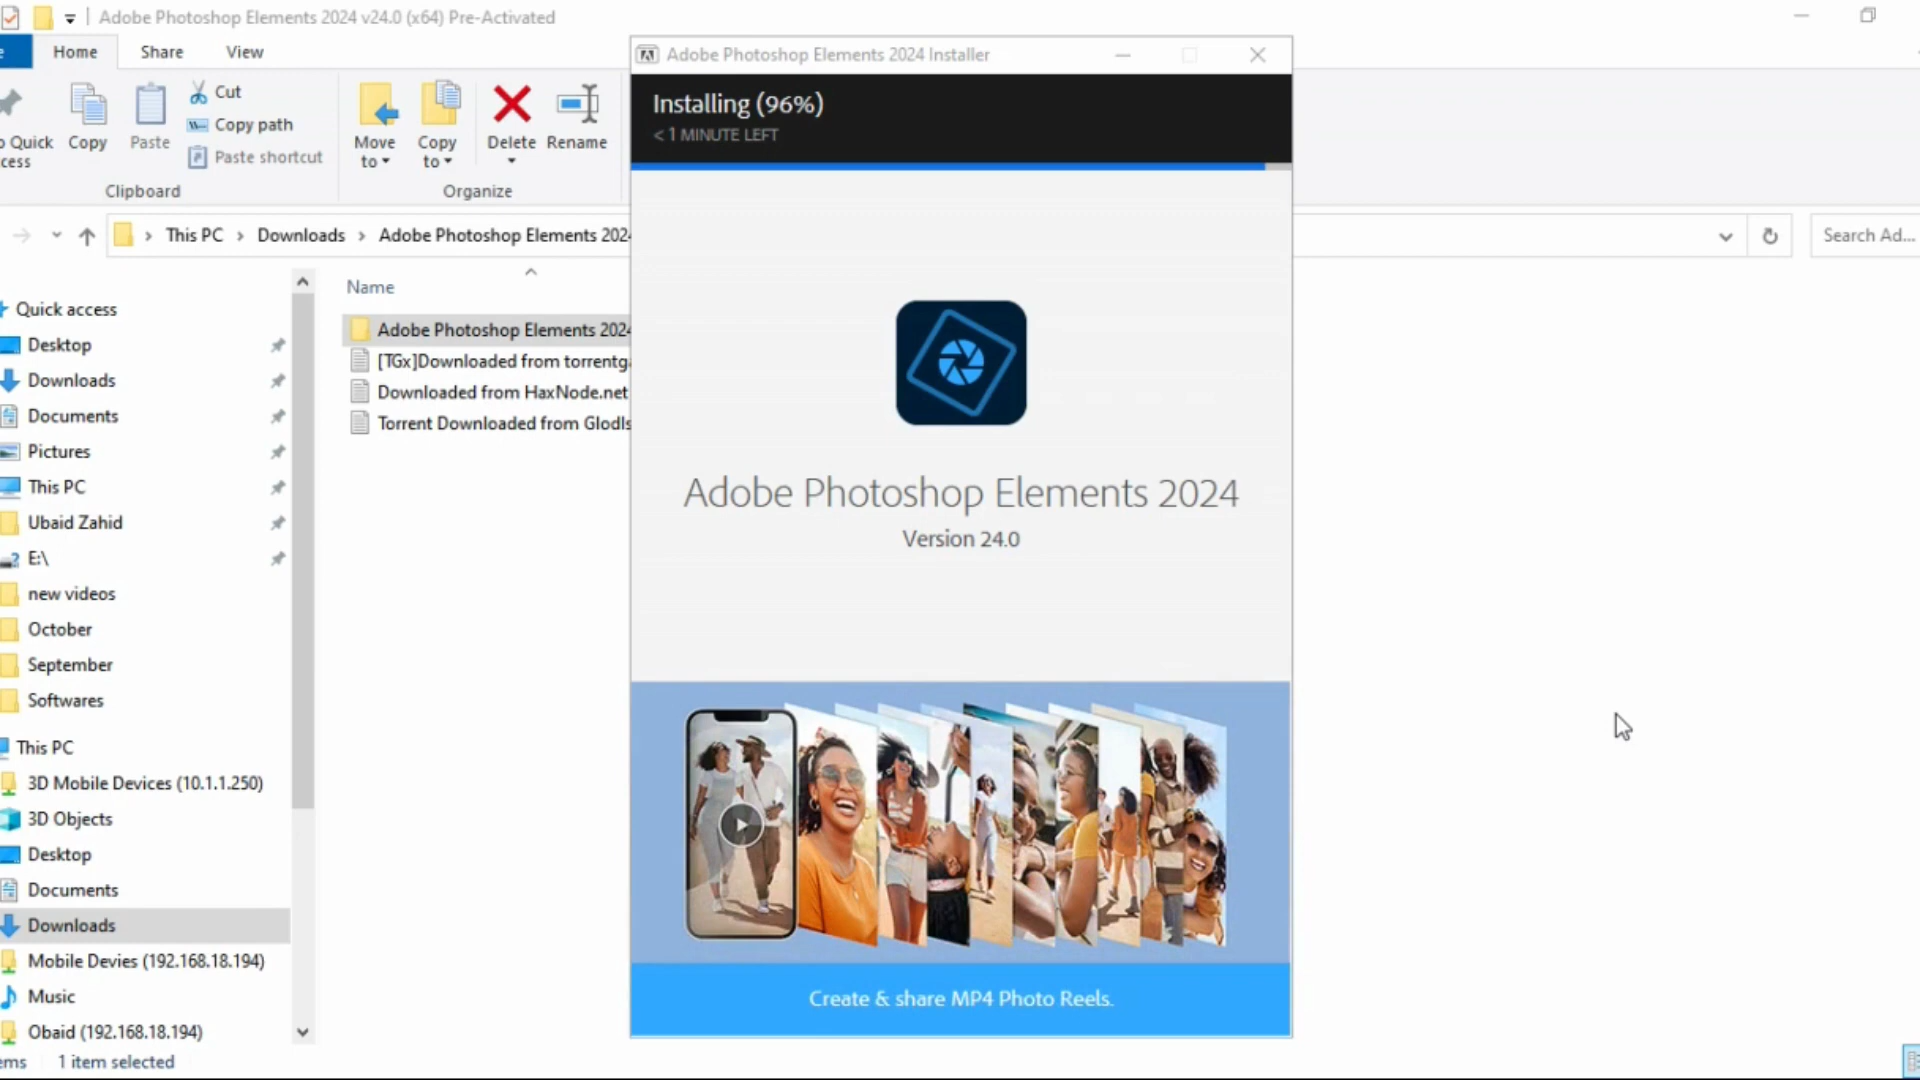 Adobe Photoshop Elements 2024 v24.0 (x64) Pre-Activated
Home Share View
Quick
Copy
Paste
Cut
Copy path
Paste shortcut
Clipboard
Move to
Copy to
Delete
Rename
Organize
This PC > Downloads > Adobe Photoshop Elements 2024
Search Ad...
Quick access
Desktop
Downloads
Documents
Pictures
This PC
Ubaid Zahid
E:\
new videos
October
September
Softwares
This PC
3D Mobile Devices (10.1.1.250)
3D Objects
Desktop
Documents
Downloads
Mobile Devies (192.168.18.194)
Music
Obaid (192.168.18.194)
1 item selected
Name
Adobe Photoshop Elements 2024
[TGx]Downloaded from
Downloaded from HaxNode.net
Torrent Downloaded from Glodls
Adobe Photoshop Elements 2024 Installer
Installing (96%)
< 1 MINUTE LEFT
Adobe Photoshop Elements 2024
Version 24.0
Create & share MP4 Photo Reels.